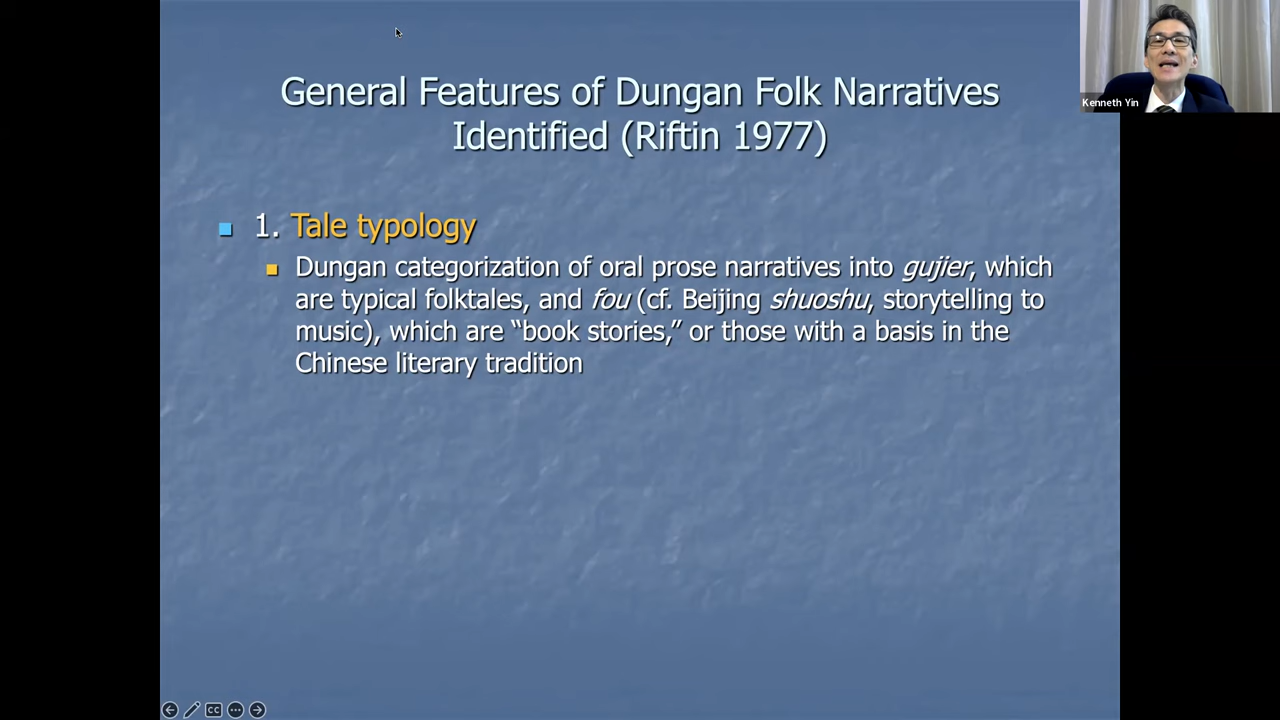 General Features of Dungan Folk Narratives
Identified (Riftin 1977)
Kenneth Yin
1. Tale typology
Dungan categorization of oral prose narratives into gujier, which
are typical folktales, and fou (cf. Beijing shuoshu, storytelling to
music), which are “book stories,” or those with a basis in the
Chinese literary tradition
CC